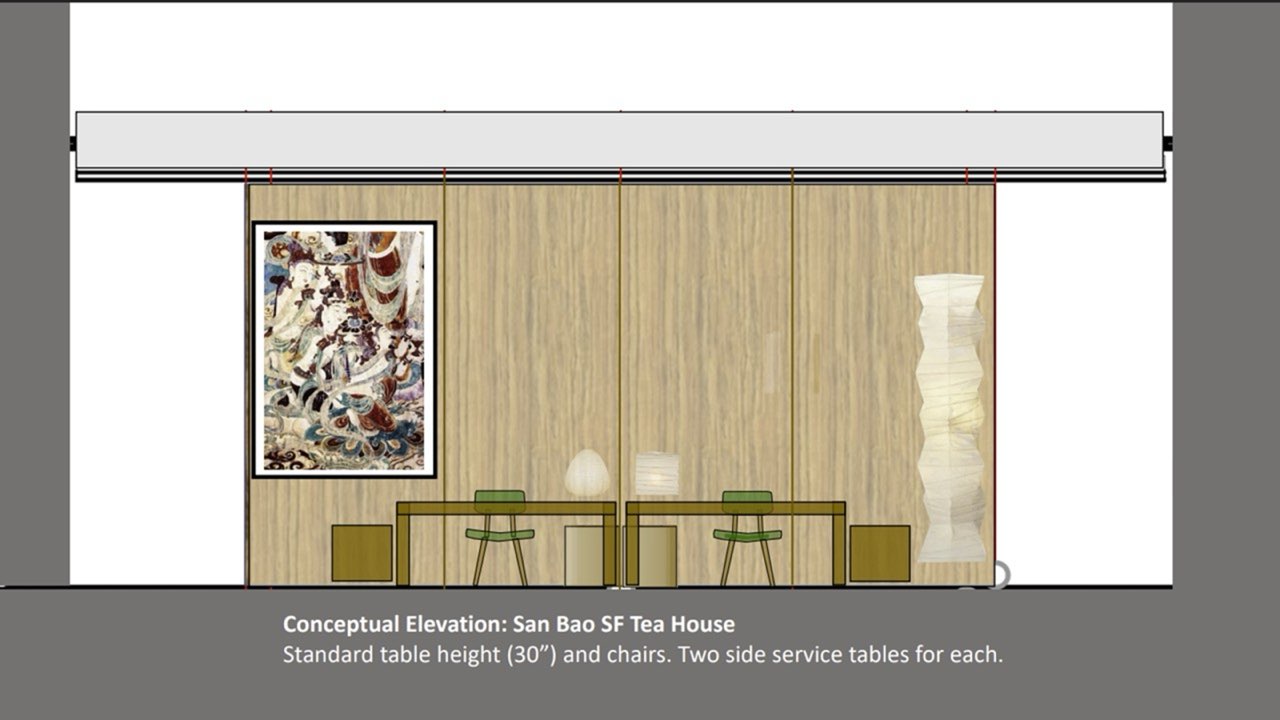 Conceptual Elevation: San Bao SF Tea House
Standard table height (30”) and chairs. Two side service tables for each.